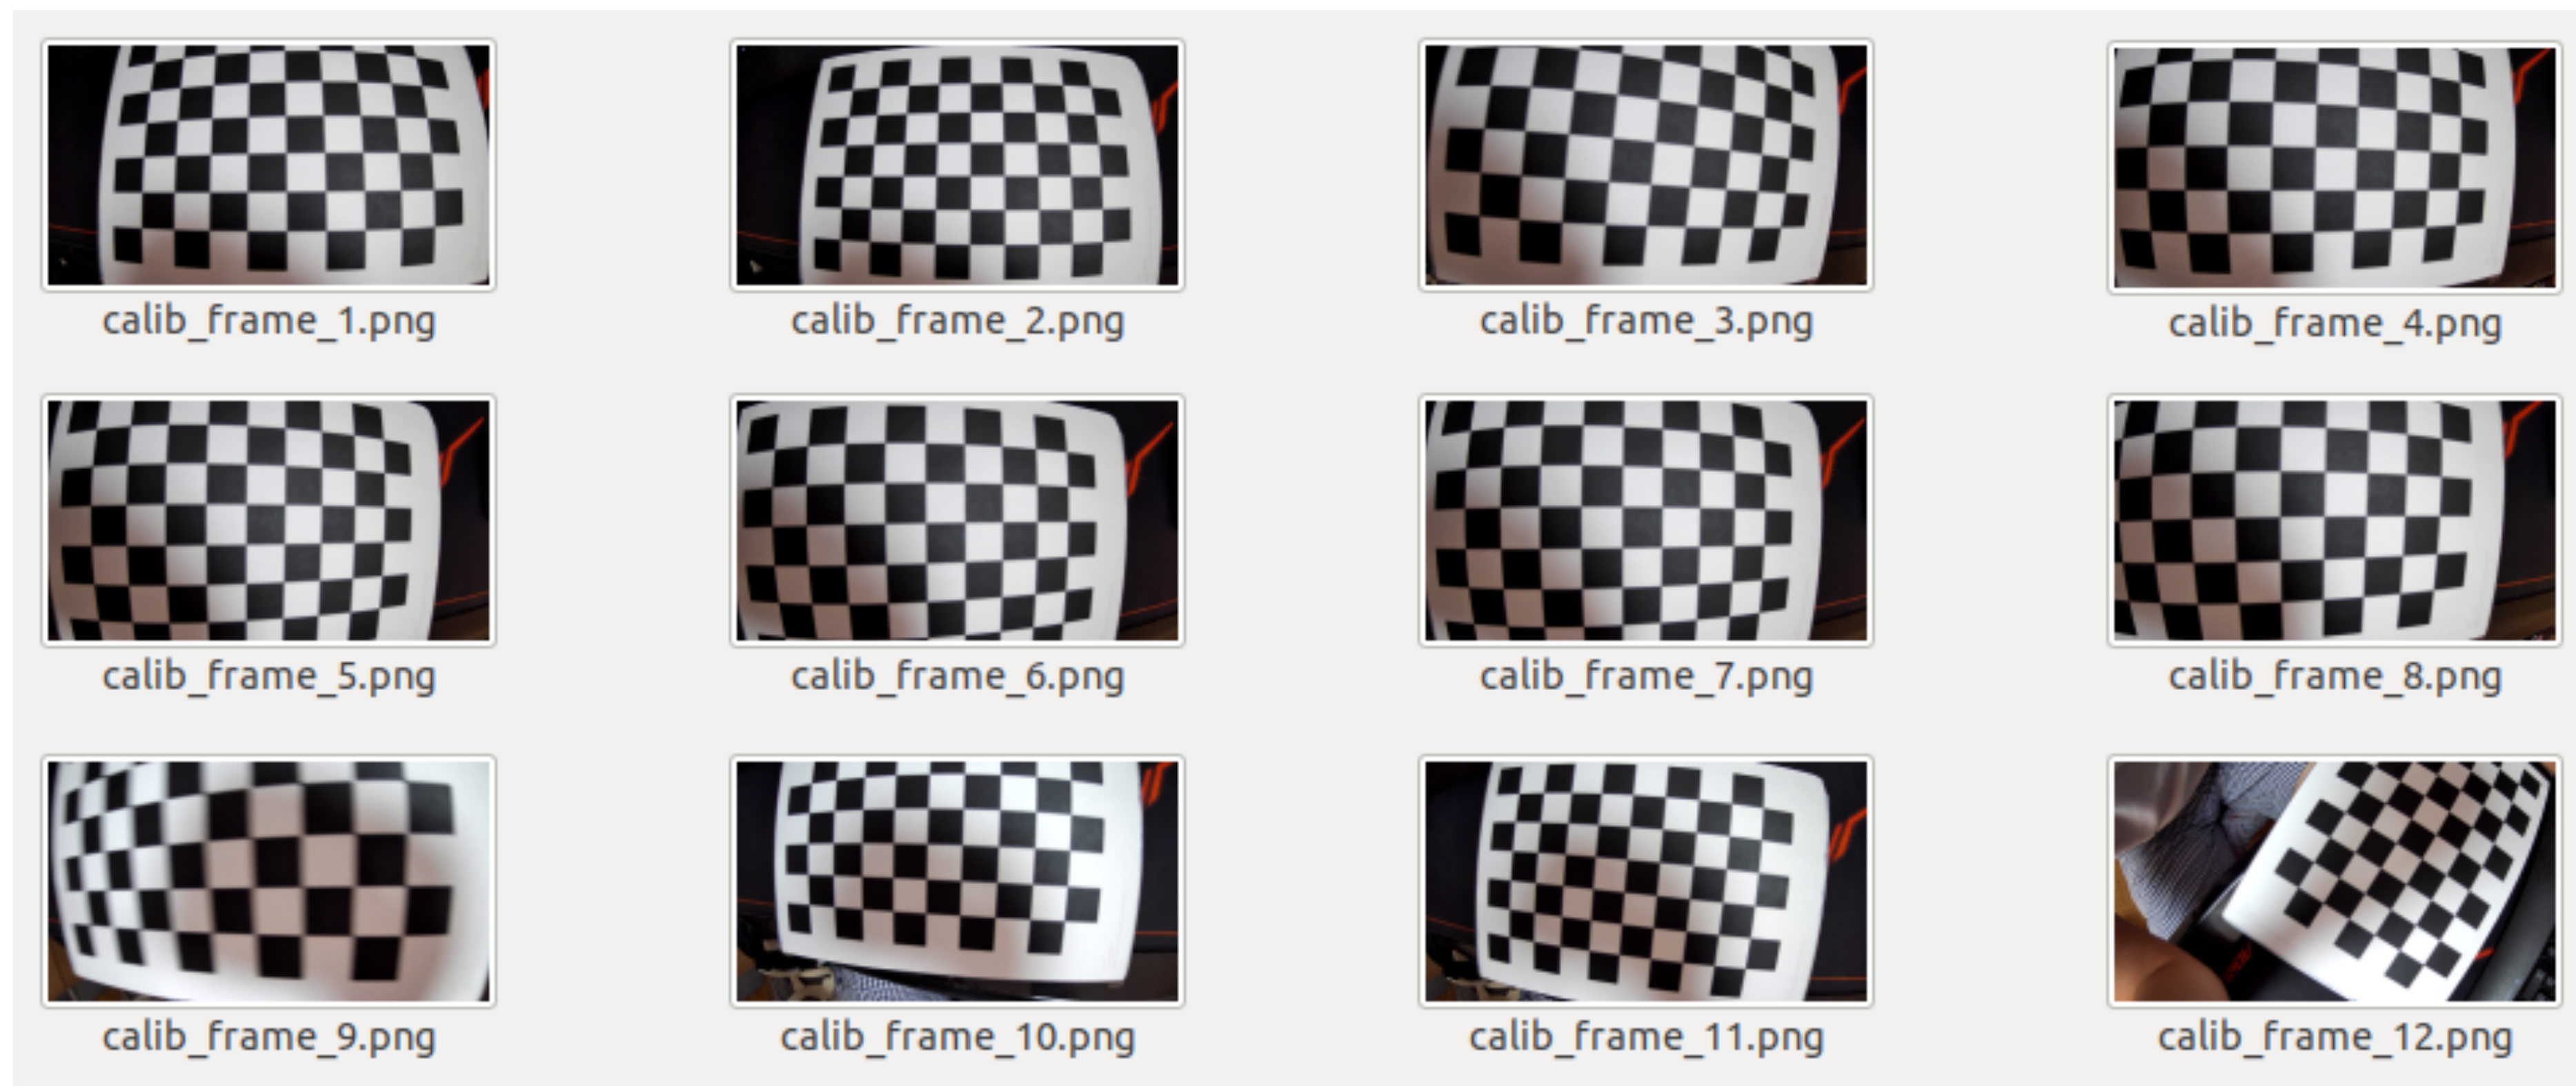 calib_frame_1.png
calib_frame_2.png
calib_frame_3.png
calib_frame_4.png
calib_frame_5.png
calib_frame_6.png
calib_frame_7.png
calib_frame_8.png
calib_frame_9.png
calib_frame_10.png
calib_frame_11.png
calib_frame_12.png